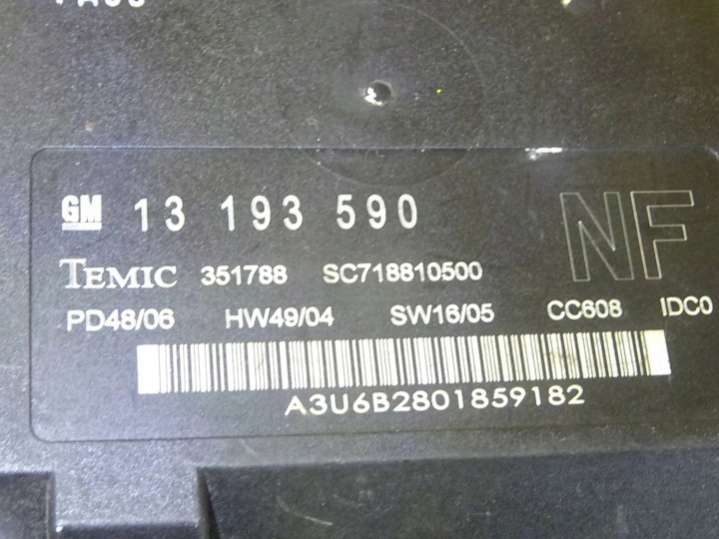 GM 13 193 590 NF
TEMIC 351788 SC718810500
PD48/06 HW49/04 SW16/05 CC608 IDC0
A3U6B2801859182